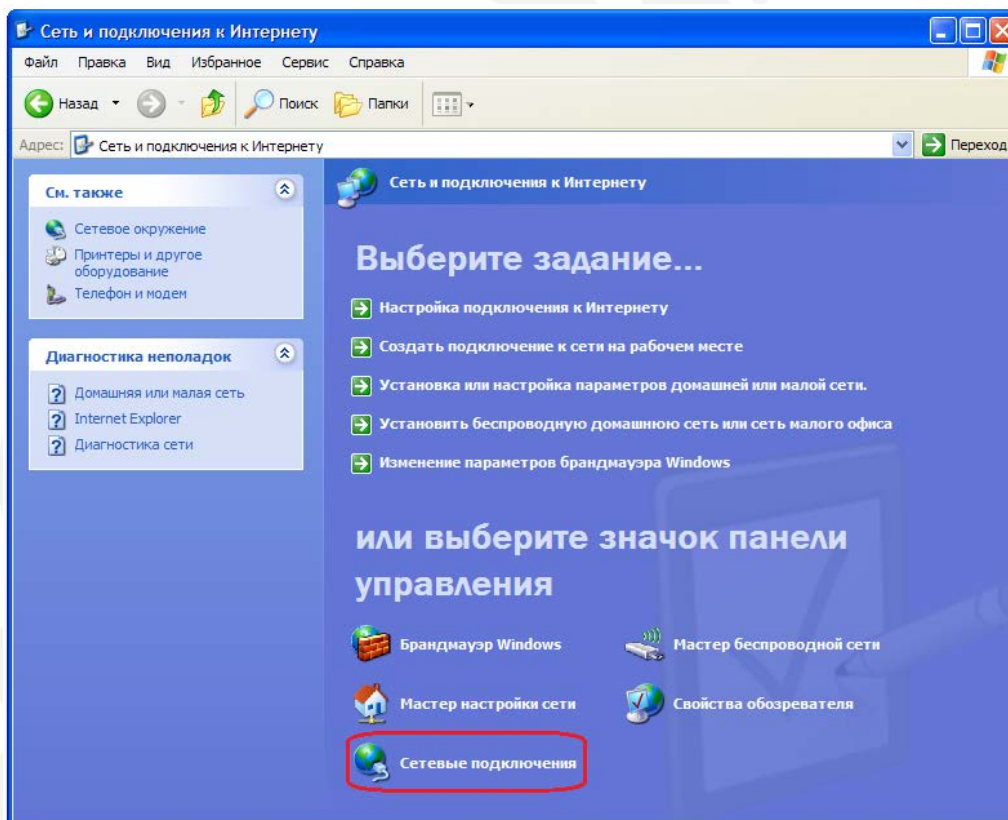 Сеть и подключения к Интернету
Файл Правка Вид Избранное Сервис Справка
Назад Поиск Папки
Адрес: Сеть и подключения к Интернету Переход
См. также
Сетевое окружение
Принтеры и другое
оборудование
Телефон и модем
Диагностика неполадок
Домашняя или малая сеть
Internet Explorer
Диагностика сети
Сеть и подключения к Интернету
Выберите задание...
Настройка подключения к Интернету
Создать подключение к сети на рабочем месте
Установка или настройка параметров домашней или малой сети.
Установить беспроводную домашнюю сеть или сеть малого офиса
Изменение параметров брандмауэра Windows
или выберите значок панели
управления
Брандмауэр Windows Мастер беспроводной сети
Мастер настройки сети Свойства обозревателя
Сетевые подключения